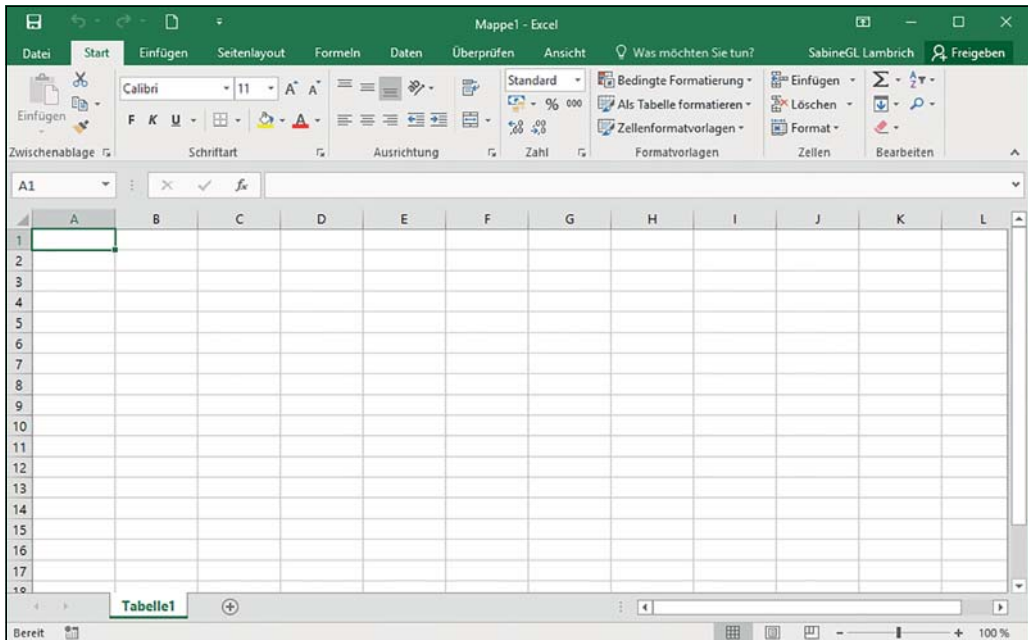 Mappe1 - Excel
Datei Start Einfügen Seitenlayout Formeln Daten Überprüfen Ansicht Was möchten Sie tun? SabineGL Lambrich Freigeben
Einfügen
Calibri 11 A A
Standard
Bedingte Formatierung
Einfügen
F K U A
% 000
Als Tabelle formatieren
Löschen
Zellenformatvorlagen
Format
Zwischenablage Schriftart Ausrichtung Zahl Formatvorlagen Zellen Bearbeiten
A1 fx
A B C D E F G H I J K L
1
2
3
4
5
6
7
8
9
10
11
12
13
14
15
16
17
18
Tabelle1
Bereit 100 %